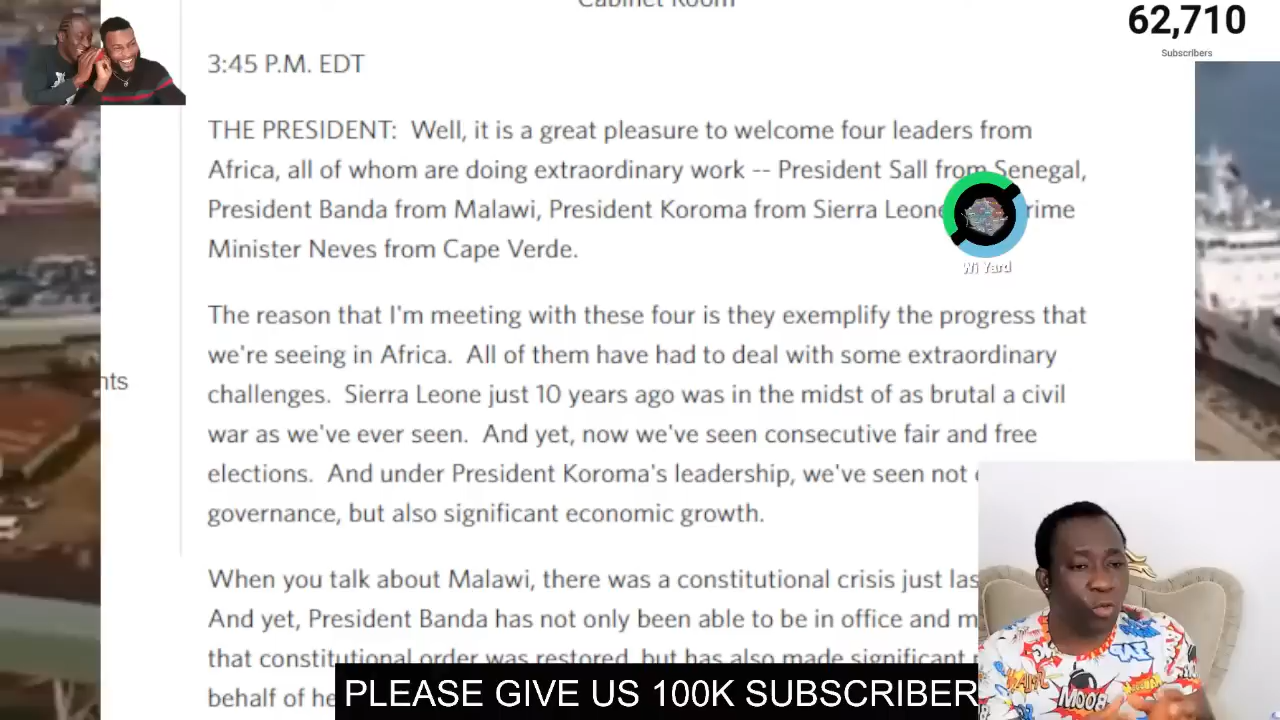 Cabinet Room
62,710
Subscribers
3:45 P.M. EDT
THE PRESIDENT: Well, it is a great pleasure to welcome four leaders from
Africa, all of whom are doing extraordinary work -- President Sall from Senegal,
President Banda from Malawi, President Koroma from Sierra Leone rime
Minister Neves from Cape Verde.
Wi Yard
The reason that I'm meeting with these four is they exemplify the progress that
we're seeing in Africa. All of them have had to deal with some extraordinary
nts
challenges. Sierra Leone just 10 years ago was in the midst of as brutal a civil
war as we've ever seen. And yet, now we've seen consecutive fair and free
elections. And under President Koroma's leadership, we've seen not
governance, but also significant economic growth.
When you talk about Malawi, there was a constitutional crisis just las
And yet, President Banda has not only been able to be in office and m
that constitutional order was restored, but has also made significant
behalf of he
PLEASE GIVE US 100K SUBSCRIBER